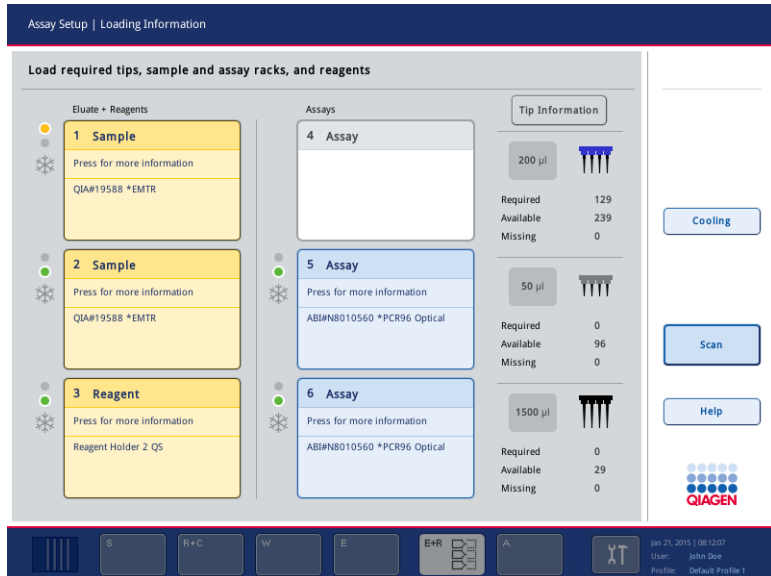 Assay Setup | Loading Information
Load required tips, sample and assay racks, and reagents
Eluate + Reagents
Assays
Tip Information
1 Sample
Press for more information
QIA#19588 *EMTR
4 Assay
200 µl
Required 129
Available 239
Missing 0
Cooling
2 Sample
Press for more information
QIA#19588 *EMTR
5 Assay
Press for more information
ABI#N8010560 *PCR96 Optical
50 µl
Required 0
Available 96
Missing 0
Scan
3 Reagent
Press for more information
Reagent Holder 2 QS
6 Assay
Press for more information
ABI#N8010560 *PCR96 Optical
1500 µl
Required 0
Available 29
Missing 0
Help
QIAGEN
S
R+C
W
E
E+R
A
Jan 21, 2015 | 08:12:07
User: John Doe
Profile: Default Profile 1